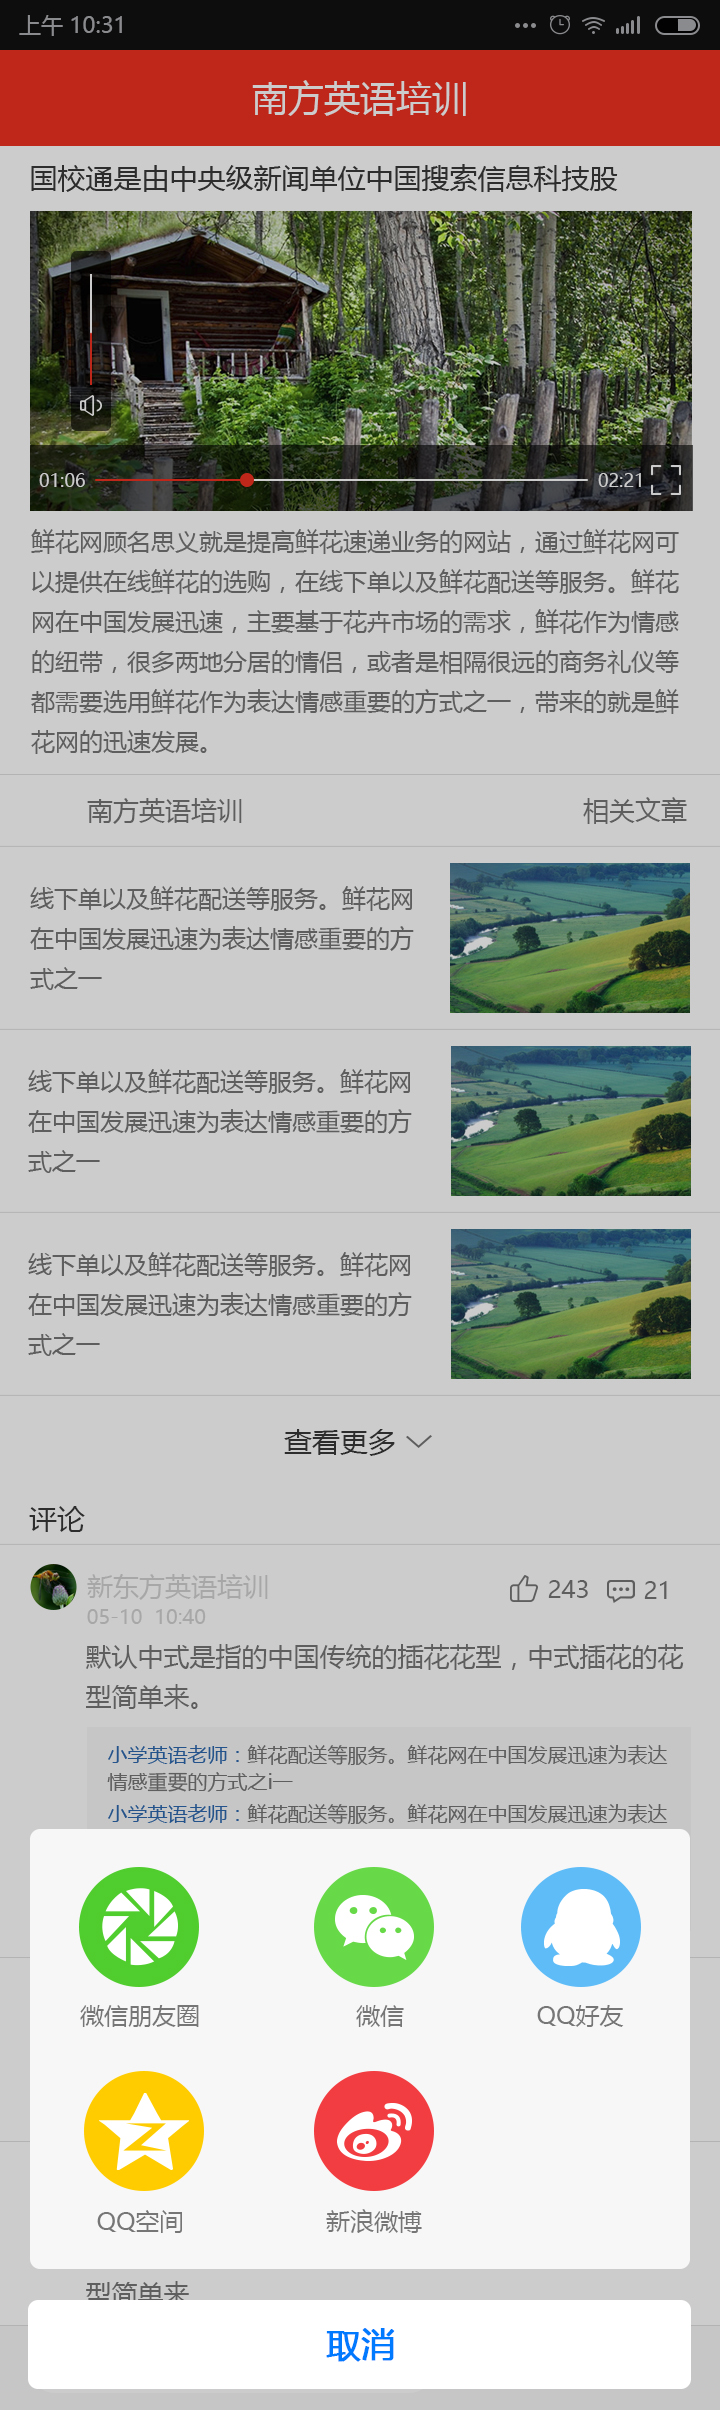 上午 10:31
南方英语培训
国校通是由中央级新闻单位中国搜索信息科技股
01:06
02:21
鲜花网顾名思义就是提高鲜花速递业务的网站，通过鲜花网可
以提供在线鲜花的选购，在线下单以及鲜花配送等服务。鲜花
网在中国发展迅速，主要基于花卉市场的需求，鲜花作为情感
的纽带，很多两地分居的情侣，或者是相隔很远的商务礼仪等
都需要选用鲜花作为表达情感重要的方式之一，带来的就是鲜
花网的迅速发展。
南方英语培训 相关文章
线下单以及鲜花配送等服务。鲜花网
在中国发展迅速为表达情感重要的方
式之一
线下单以及鲜花配送等服务。鲜花网
在中国发展迅速为表达情感重要的方
式之一
线下单以及鲜花配送等服务。鲜花网
在中国发展迅速为表达情感重要的方
式之一
查看更多
评论
新东方英语培训 243 21
05-10 10:40
默认中式是指的中国传统的插花花型，中式插花的花
型简单来。
小学英语老师：鲜花配送等服务。鲜花网在中国发展迅速为表达
情感重要的方式之i一
小学英语老师：鲜花配送等服务。鲜花网在中国发展迅速为表达
微信朋友圈 微信 QQ好友
QQ空间 新浪微博
型简单来
取消